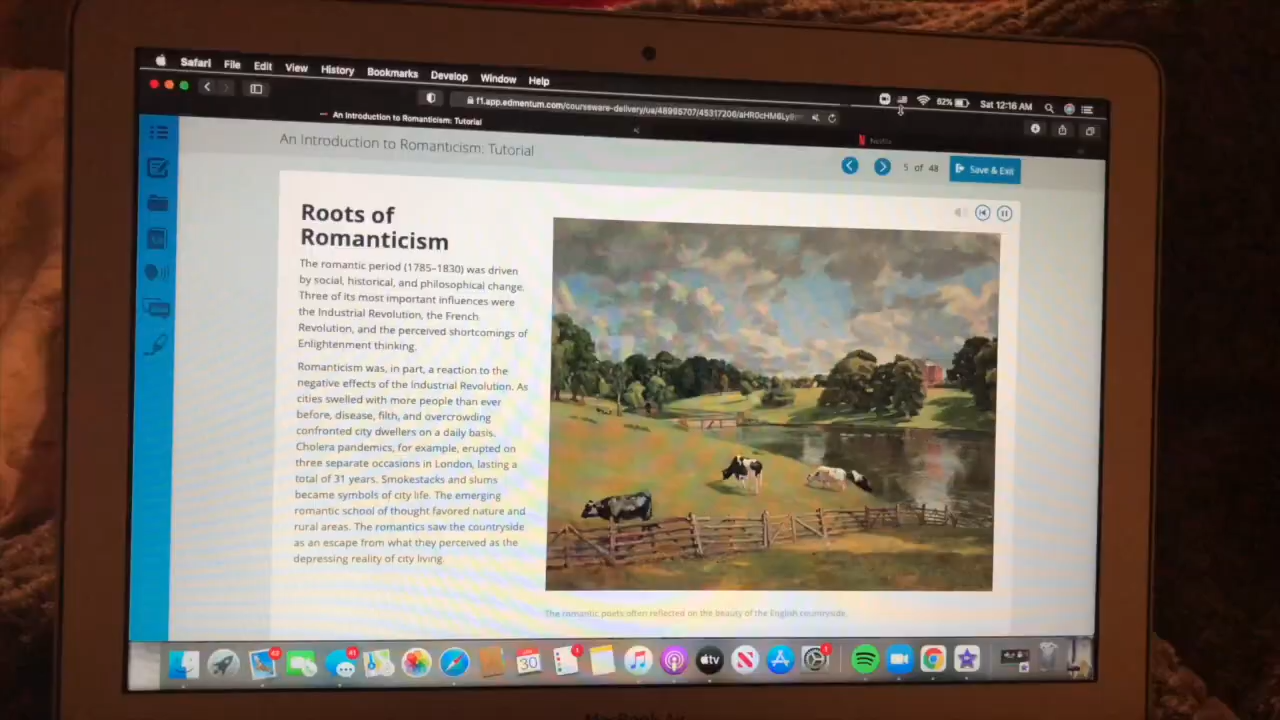 Safari File Edit View History Bookmarks Develop Window Help
62% Sat 12:16 AM
An Introduction to Romanticism: Tutorial
Netflix
An Introduction to Romanticism: Tutorial
5 of 48
Save & Exit
Roots of
Romanticism
The romantic period (1785–1830) was driven
by social, historical, and philosophical change.
Three of its most important influences were
the Industrial Revolution, the French
Revolution, and the perceived shortcomings of
Enlightenment thinking.
Romanticism was, in part, a reaction to the
negative effects of the Industrial Revolution. As
cities swelled with more people than ever
before, disease, filth, and overcrowding
confronted city dwellers on a daily basis.
Cholera pandemics, for example, erupted on
three separate occasions in London, lasting a
total of 31 years. Smokestacks and slums
became symbols of city life. The emerging
romantic school of thought favored nature and
rural areas. The romantics saw the countryside
as an escape from what they perceived as the
depressing reality of city living.
The romantic poets often reflected on the beauty of the English countryside.
30
tv
MacBook Air